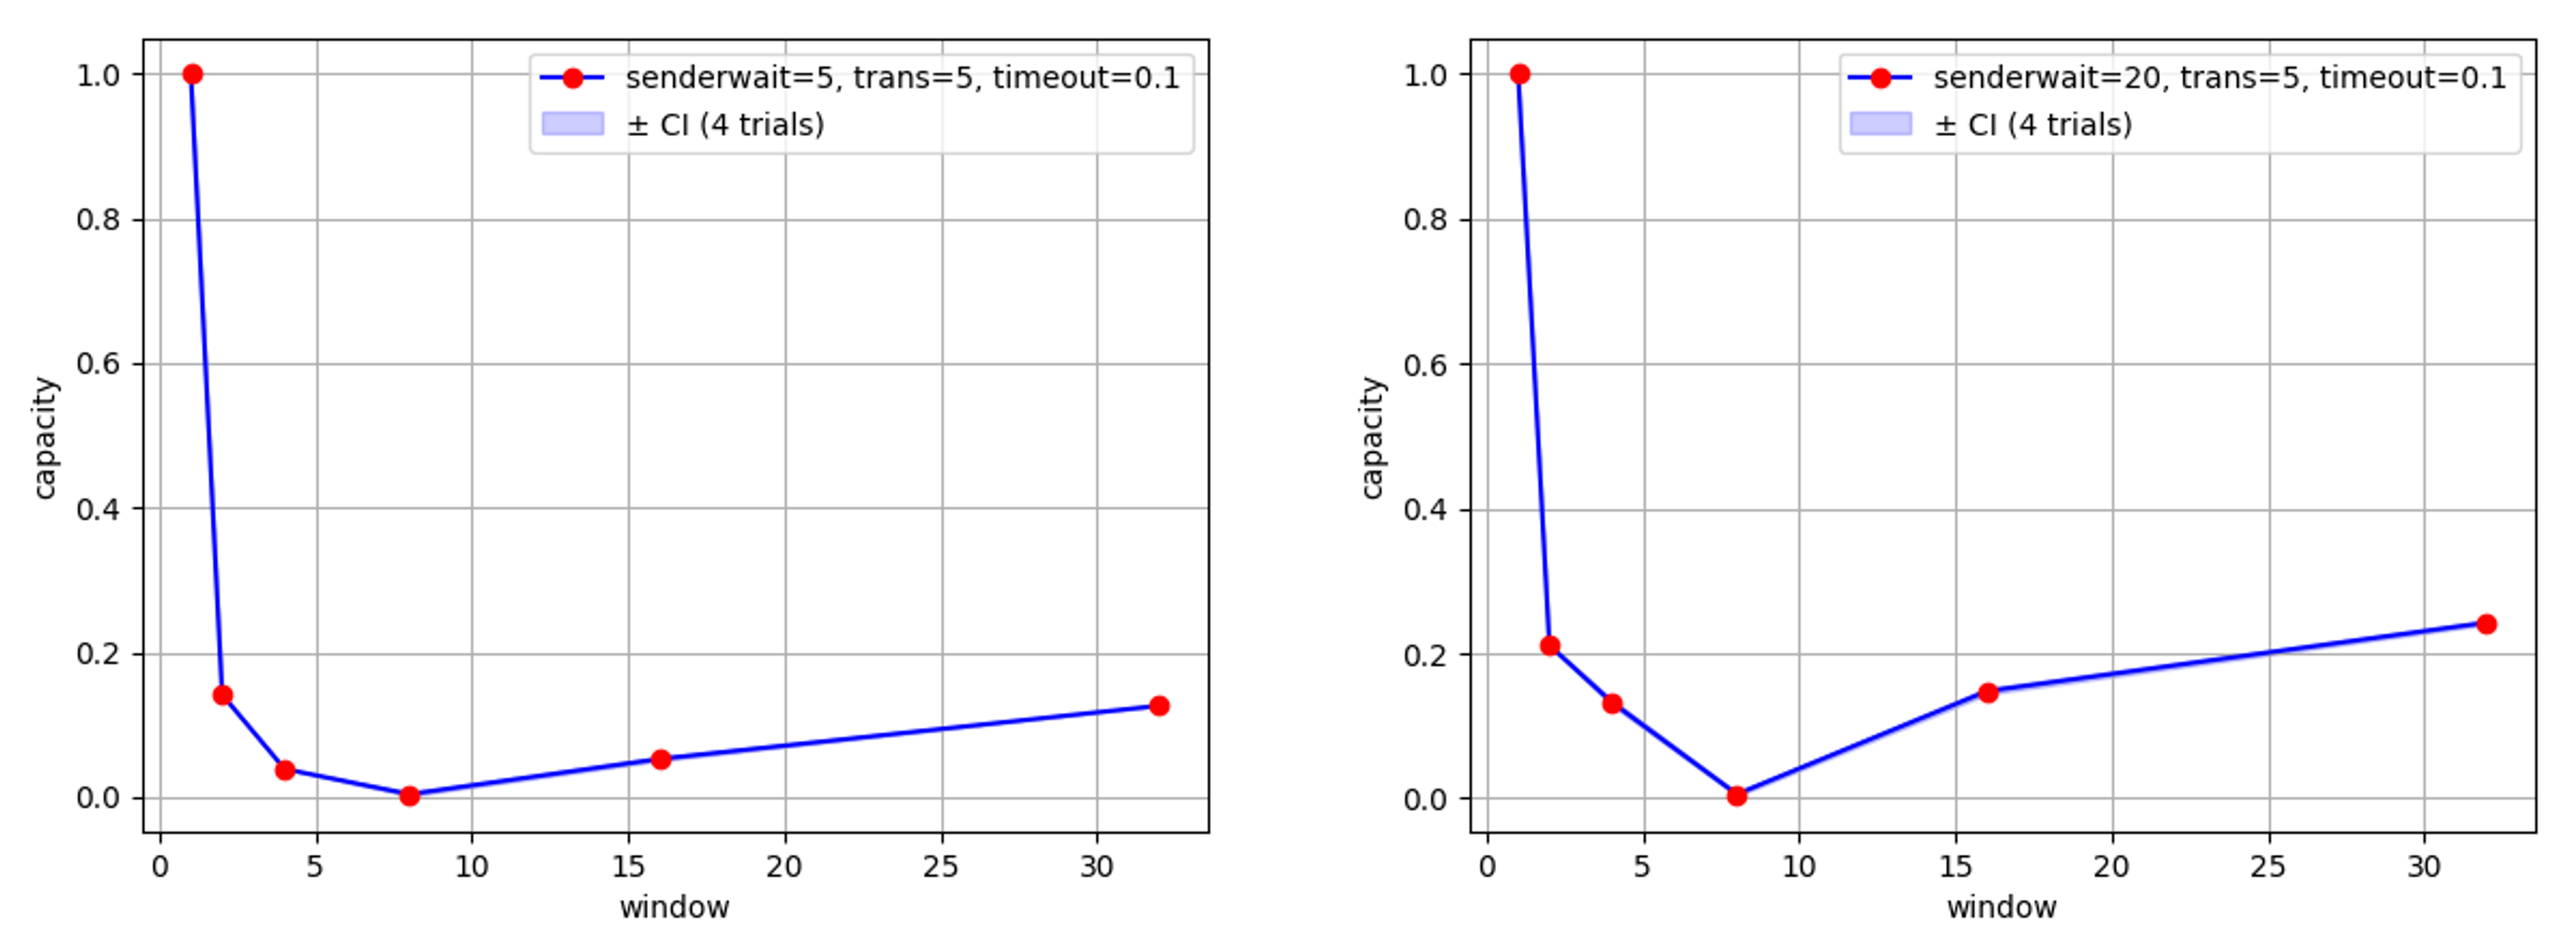 senderwait=5, trans=5, timeout=0.1
± CI (4 trials)
1.0
0.8
0.6
0.4
0.2
0.0
capacity
0 5 10 15 20 25 30
window
senderwait=20, trans=5, timeout=0.1
± CI (4 trials)
1.0
0.8
0.6
0.4
0.2
0.0
capacity
0 5 10 15 20 25 30
window